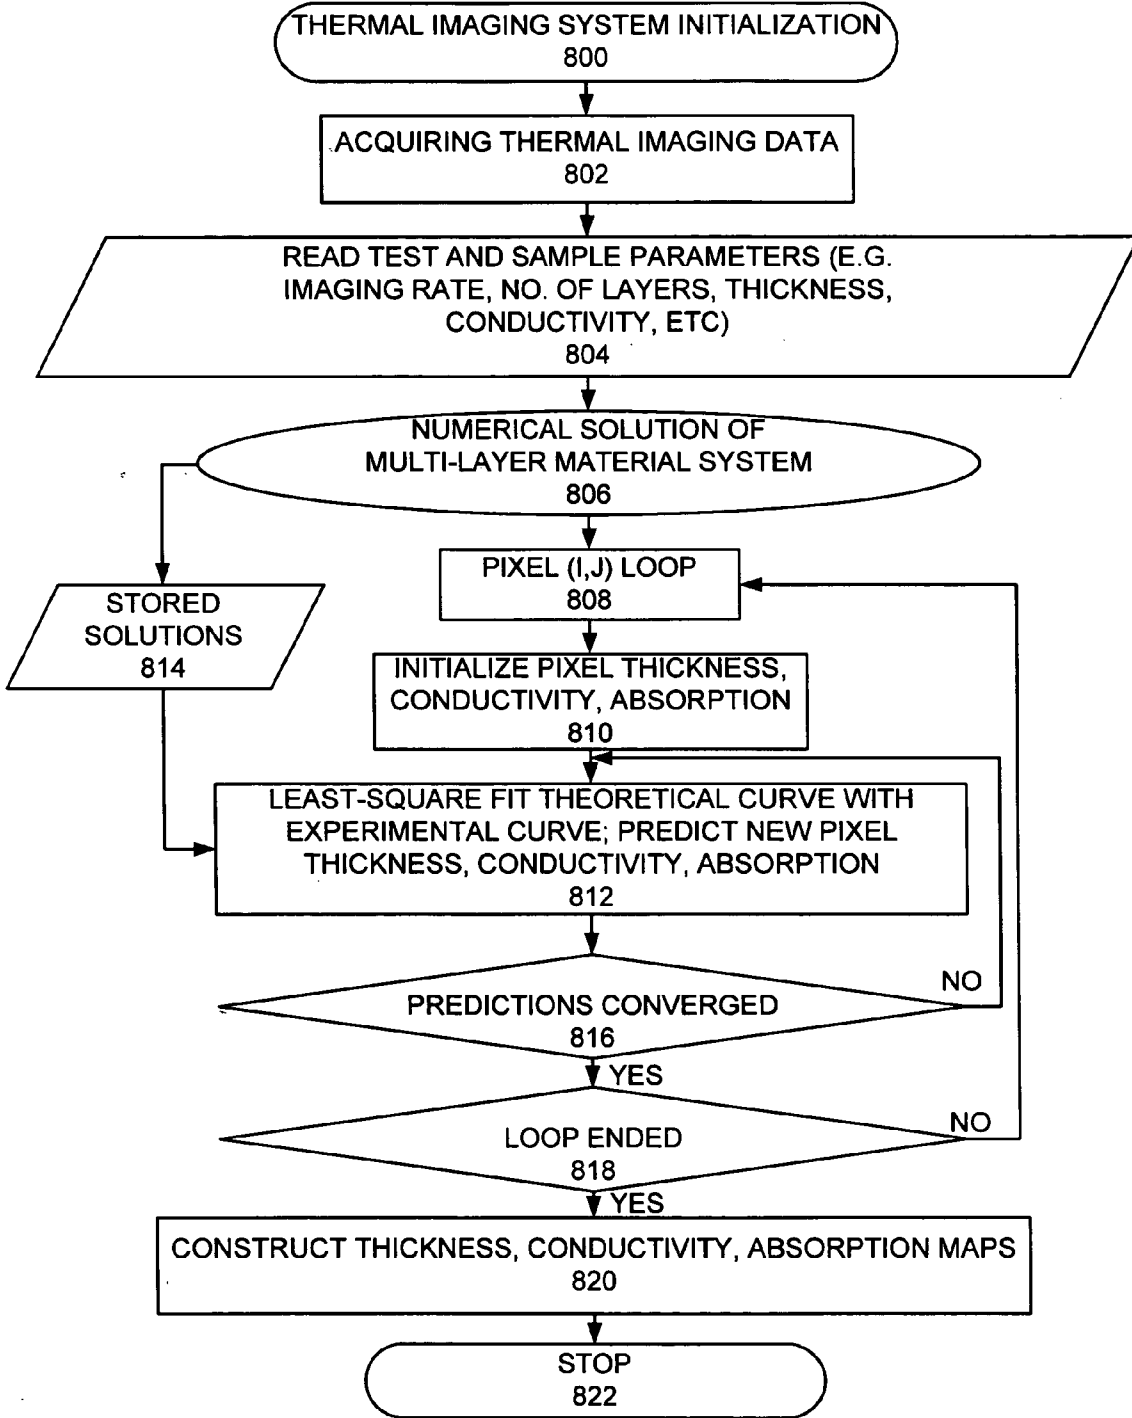 THERMAL IMAGING SYSTEM INITIALIZATION
800
ACQUIRING THERMAL IMAGING DATA
802
READ TEST AND SAMPLE PARAMETERS (E.G.
IMAGING RATE, NO. OF LAYERS, THICKNESS,
CONDUCTIVITY, ETC)
804
NUMERICAL SOLUTION OF
MULTI-LAYER MATERIAL SYSTEM
806
PIXEL (I,J) LOOP
808
STORED
SOLUTIONS
814
INITIALIZE PIXEL THICKNESS,
CONDUCTIVITY, ABSORPTION
810
LEAST-SQUARE FIT THEORETICAL CURVE WITH
EXPERIMENTAL CURVE; PREDICT NEW PIXEL
THICKNESS, CONDUCTIVITY, ABSORPTION
812
NO
PREDICTIONS CONVERGED
816
YES
NO
LOOP ENDED
818
YES
CONSTRUCT THICKNESS, CONDUCTIVITY, ABSORPTION MAPS
820
STOP
822